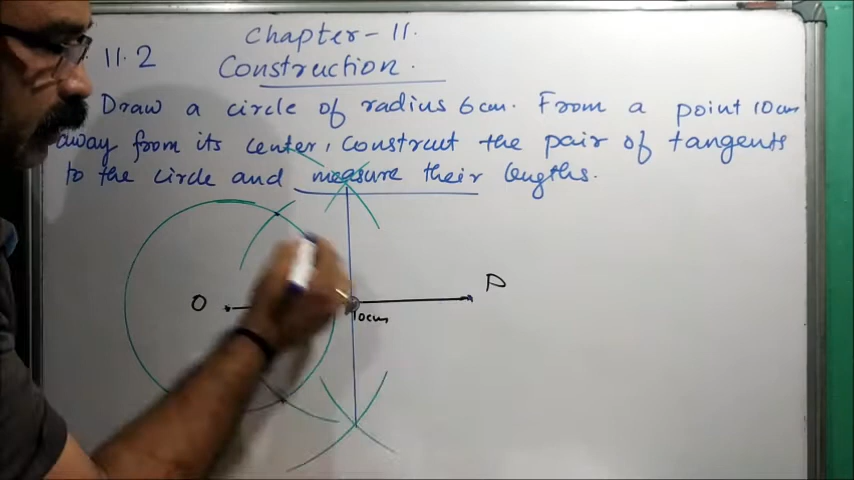 Chapter-11.
11.2
Construction.
Draw a circle of radius 6cm. From a point 10cm
away from its center, construct the pair of tangents
to the circle and measure their lengths.
O
P
10cm